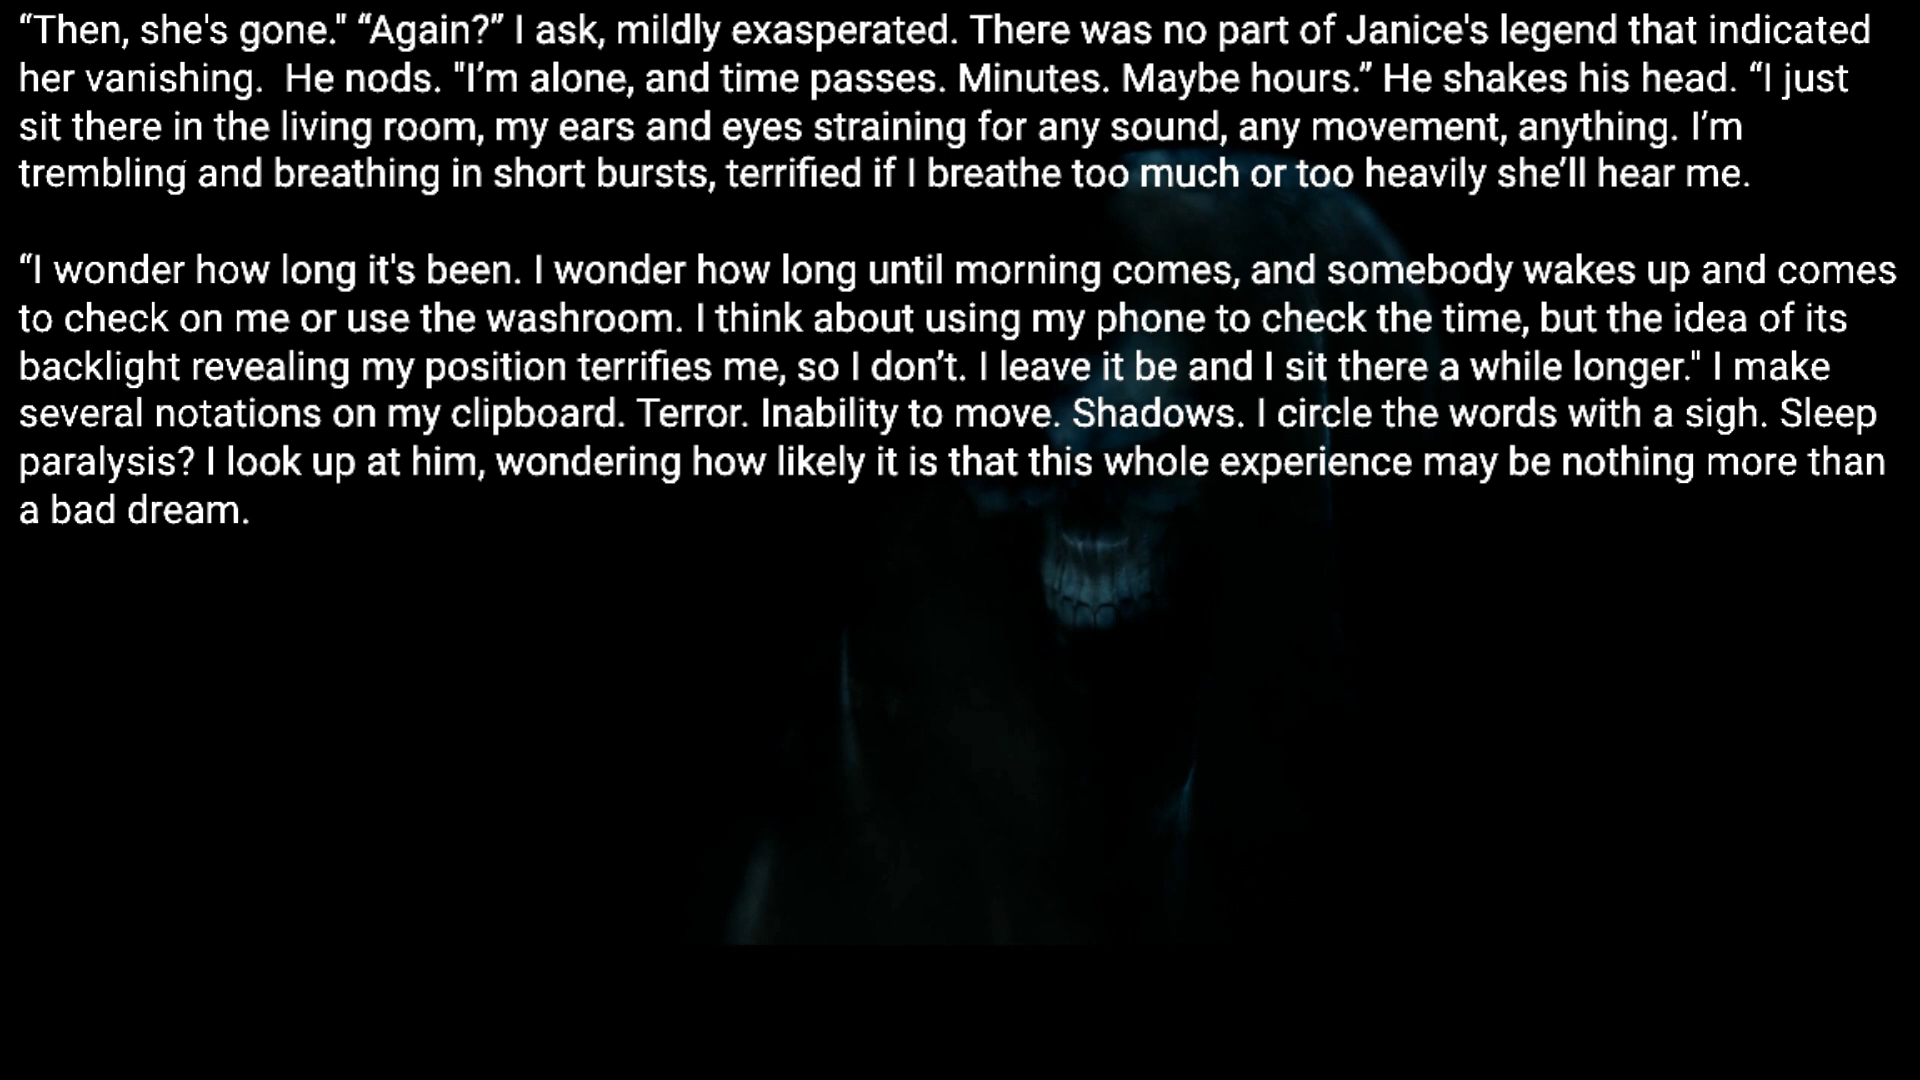 “Then, she's gone." “Again?” I ask, mildly exasperated. There was no part of Janice's legend that indicated
her vanishing.  He nods. "I’m alone, and time passes. Minutes. Maybe hours.” He shakes his head. “I just
sit there in the living room, my ears and eyes straining for any sound, any movement, anything. I’m
trembling and breathing in short bursts, terrified if I breathe too much or too heavily she’ll hear me.

“I wonder how long it's been. I wonder how long until morning comes, and somebody wakes up and comes
to check on me or use the washroom. I think about using my phone to check the time, but the idea of its
backlight revealing my position terrifies me, so I don’t. I leave it be and I sit there a while longer." I make
several notations on my clipboard. Terror. Inability to move. Shadows. I circle the words with a sigh. Sleep
paralysis? I look up at him, wondering how likely it is that this whole experience may be nothing more than
a bad dream.